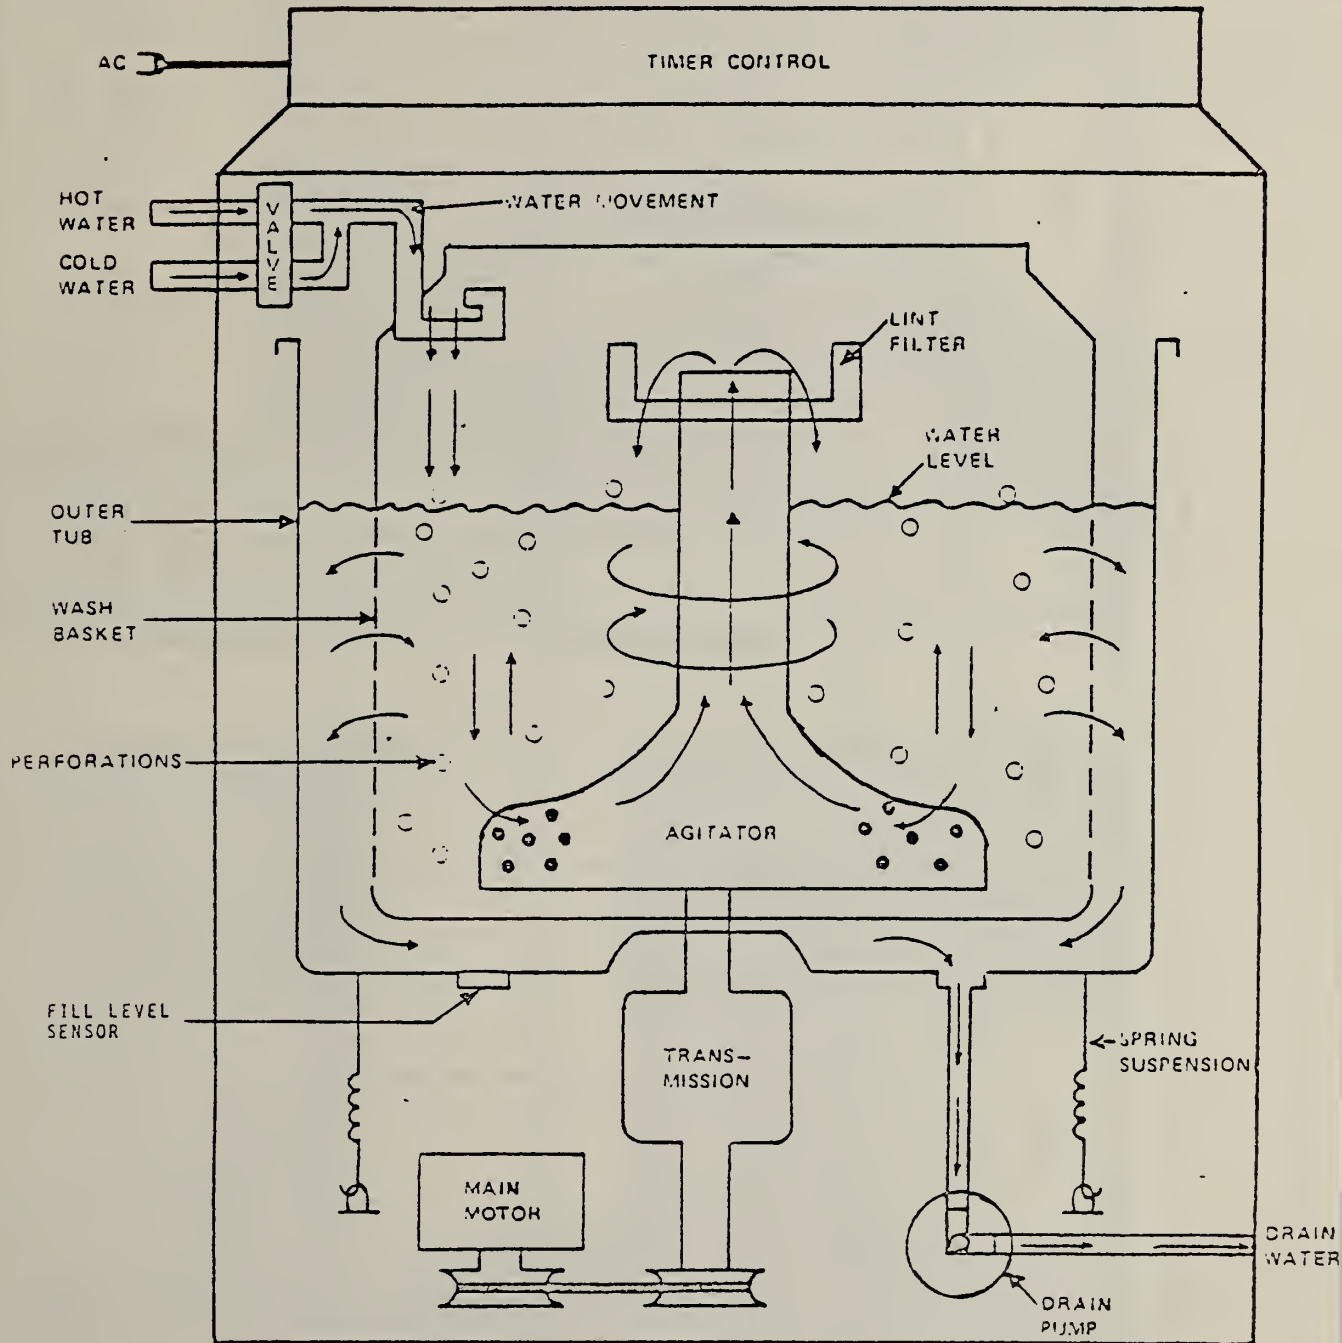 TIMER CONTROL
AC
HOT
WATER
VALVE
WATER MOVEMENT
COLD
WATER
LINT
FILTER
WATER
LEVEL
OUTER
TUB
WASH
BASKET
PERFORATIONS
AGITATOR
FILL LEVEL
SENSOR
TRANS-
MISSION
SPRING
SUSPENSION
MAIN
MOTOR
DRAIN
WATER
DRAIN
PUMP